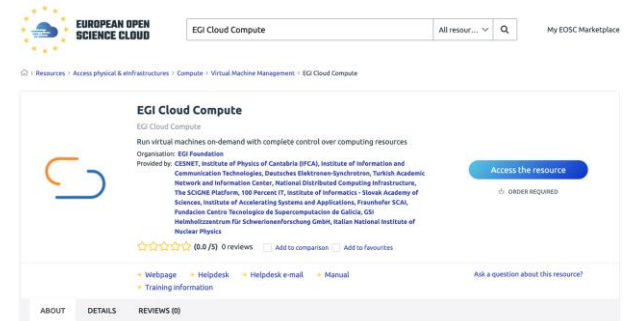 EUROPEAN OPEN
SCIENCE CLOUD
EGI Cloud Compute
All resour...
My EOSC Marketplace
Resources
Access physical & eInfrastructures
Compute
Virtual Machine Management
EGI Cloud Compute
EGI Cloud Compute
EGI Cloud Compute
Run virtual machines on-demand with complete control over computing resources
Organisation: EGI Foundation
Provided by: CESNET, Institute of Physics of Cantabria (IFCA), Institute of Information and
Communication Technologies, Deutsches Elektronen-Synchrotron, Turkish Academic
Network and Information Center, National Distributed Computing Infrastructure,
The SCIGNE Platform, 100 Percent IT, Institute of Informatics - Slovak Academy of
Sciences, Institute of Accelerating Systems and Applications, Fraunhofer SCAI,
Fundacion Centro Tecnologico de Supercomputacion de Galicia, GSI
Helmholtzzentrum für Schwerionenforschung GmbH, Italian National Institute of
Nuclear Physics
Access the resource
ORDER REQUIRED
(0.0 /5) 0 reviews Add to comparison Add to favourites
Webpage Helpdesk Helpdesk e-mail Manual
Training information
Ask a question about this resource?
ABOUT DETAILS REVIEWS (0)